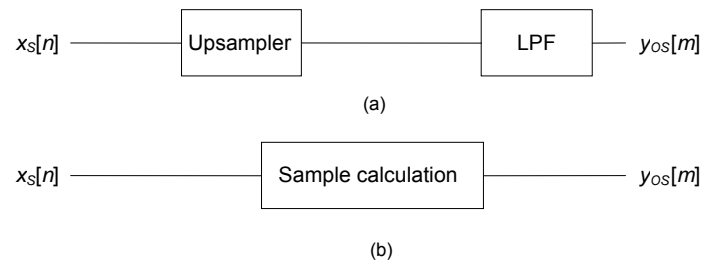 xS[n] Upsampler LPF yOS[m]
(a)
xS[n] Sample calculation yOS[m]
(b)